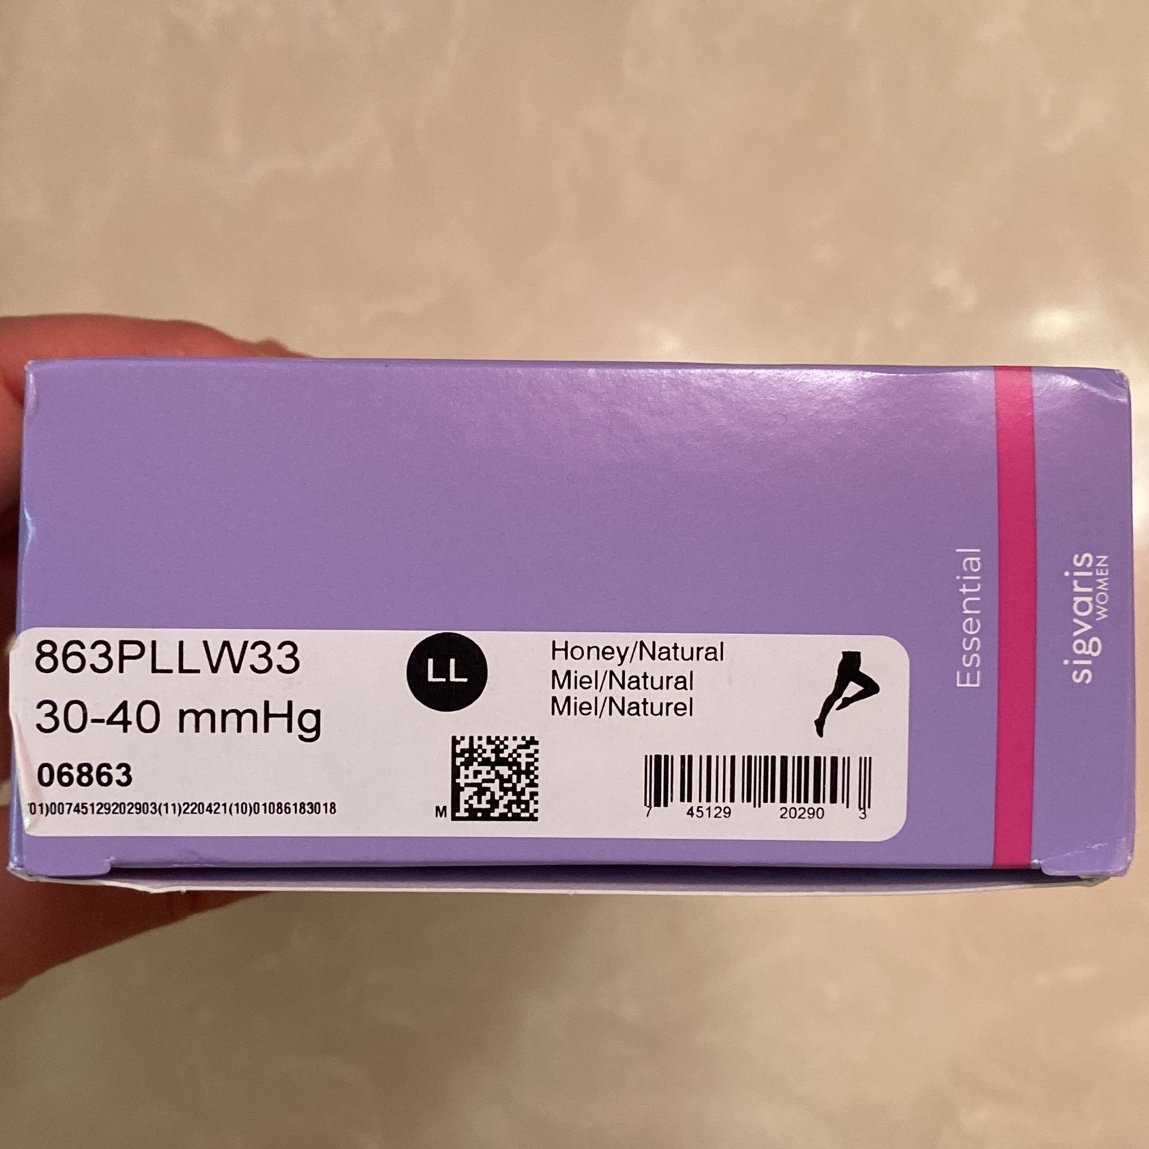 863PLLW33
30-40 mmHg
06863
01)00745129202903(11)220421(10)01086183018
LL
M
Honey/Natural
Miel/Natural
Miel/Naturel
7 45129 20290 3
Essential
sigvaris
WOMEN